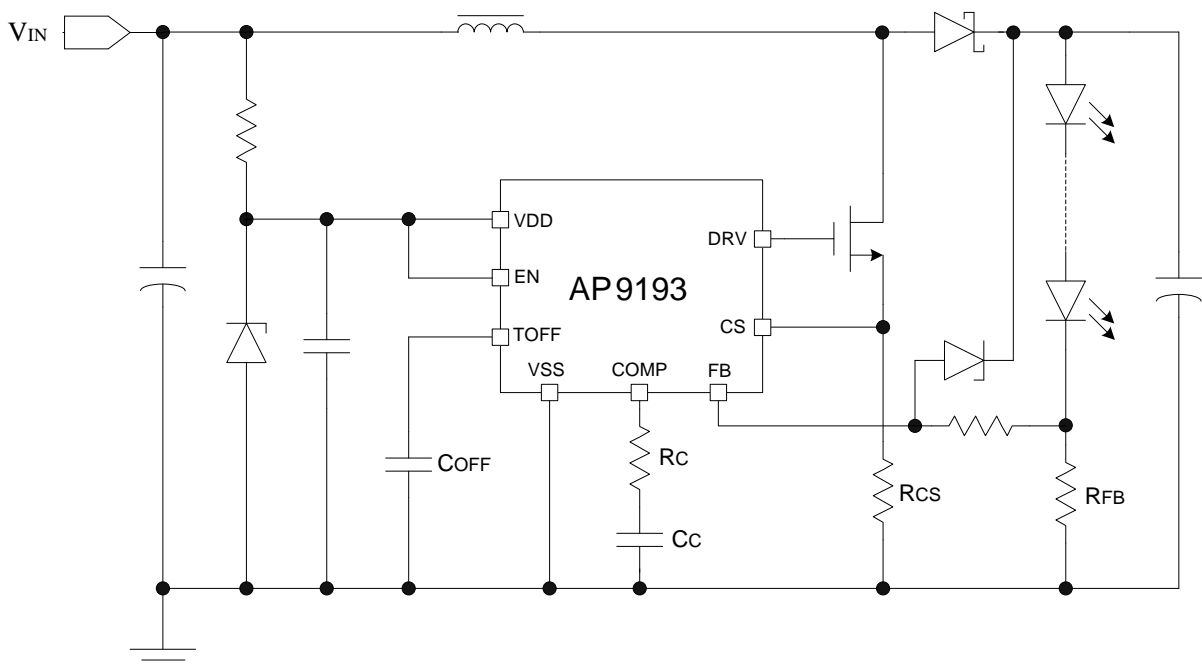 VIN
VDD
DRV
EN
AP9193
TOFF
CS
VSS
COMP
FB
COFF
RC
RCS
RFB
CC